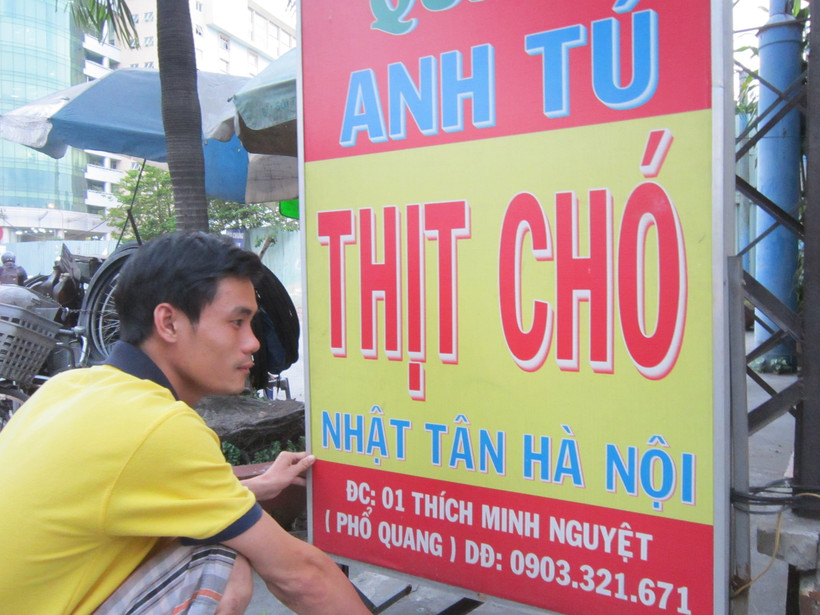 ANH TÚ
THỊT CHÓ
NHẬT TÂN HÀ NỘI
ĐC: 01 THÍCH MINH NGUYỆT
( PHỔ QUANG ) DĐ: 0903.321.671